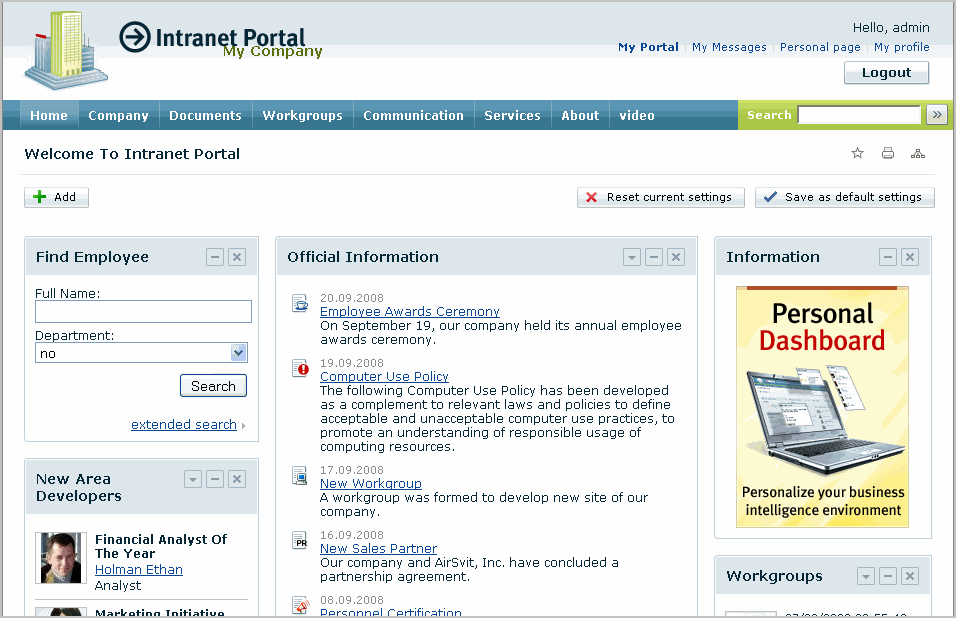 Hello, admin
Intranet Portal
My Company
My Portal My Messages Personal page My profile
Logout
Home Company Documents Workgroups Communication Services About video Search »
Welcome To Intranet Portal
Add Reset current settings Save as default settings
Find Employee
Full Name:
Department:
no
Search
extended search
New Area
Developers
Financial Analyst Of
The Year
Holman Ethan
Analyst
Marketing Initiative
Official Information
20.09.2008
Employee Awards Ceremony
On September 19, our company held its annual employee
awards ceremony.
19.09.2008
Computer Use Policy
The following Computer Use Policy has been developed
as a complement to relevant laws and policies to define
acceptable and unacceptable computer use practices, to
promote an understanding of responsible usage of
computing resources.
17.09.2008
New Workgroup
A workgroup was formed to develop new site of our
company.
16.09.2008
PR
New Sales Partner
Our company and AirSvit, Inc. have concluded a
partnership agreement.
08.09.2008
Personnel Certification
Information
Personal
Dashboard
Personalize your business
intelligence environment
Workgroups